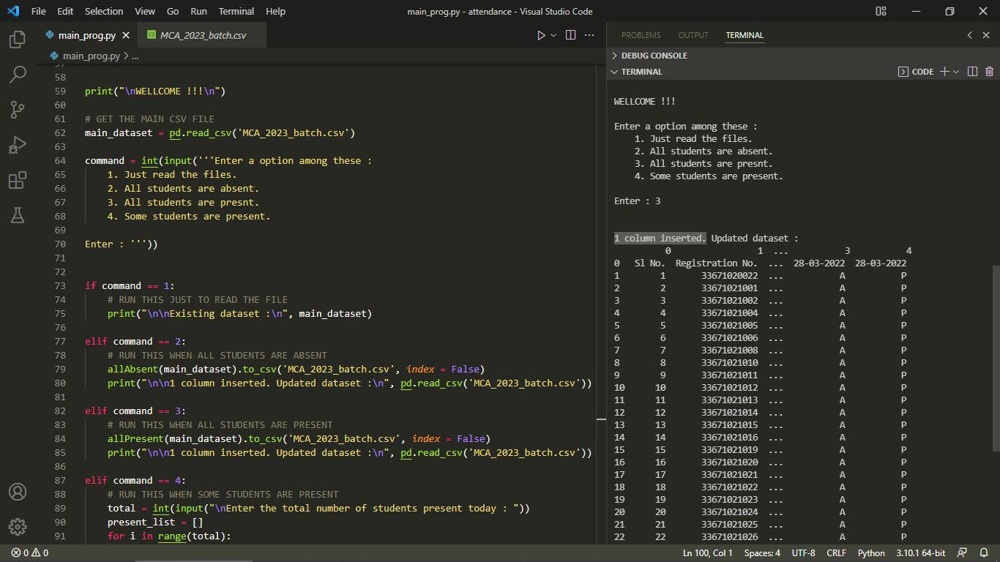 File Edit Selection View Go Run Terminal Help
main_prog.py - attendance - Visual Studio Code
main_prog.py
MCA_2023_batch.csv
main_prog.py > ...
57
58
59 print("\nWELLCOME !!!\n")
60
61 # GET THE MAIN CSV FILE
62 main_dataset = pd.read_csv('MCA_2023_batch.csv')
63
64 command = int(input('''Enter a option among these :
65 1. Just read the files.
66 2. All students are absent.
67 3. All students are presnt.
68 4. Some students are present.
69
70 Enter : '''))
71
72
73 if command == 1:
74 # RUN THIS JUST TO READ THE FILE
75 print("\n\nExisting dataset :\n", main_dataset)
76
77 elif command == 2:
78 # RUN THIS WHEN ALL STUDENTS ARE ABSENT
79 allAbsent(main_dataset).to_csv('MCA_2023_batch.csv', index = False)
80 print("\n\n1 column inserted. Updated dataset :\n", pd.read_csv('MCA_2023_batch.csv'))
81
82 elif command == 3:
83 # RUN THIS WHEN ALL STUDENTS ARE PRESENT
84 allPresent(main_dataset).to_csv('MCA_2023_batch.csv', index = False)
85 print("\n\n1 column inserted. Updated dataset :\n", pd.read_csv('MCA_2023_batch.csv'))
86
87 elif command == 4:
88 # RUN THIS WHEN SOME STUDENTS ARE PRESENT
89 total = int(input("\nEnter the total number of students present today : "))
90 present_list = []
91 for i in range(total):
PROBLEMS OUTPUT TERMINAL
DEBUG CONSOLE
TERMINAL
CODE
WELLCOME !!!
Enter a option among these :
1. Just read the files.
2. All students are absent.
3. All students are presnt.
4. Some students are present.
Enter : 3
1 column inserted. Updated dataset :
0 1 ... 3 4
0 Sl No. Registration No. ... 28-03-2022 28-03-2022
1 1 33671020022 ... A P
2 2 33671021001 ... A P
3 3 33671021002 ... A P
4 4 33671021004 ... A P
5 5 33671021005 ... A P
6 6 33671021006 ... A P
7 7 33671021008 ... A P
8 8 33671021010 ... A P
9 9 33671021011 ... A P
10 10 33671021012 ... A P
11 11 33671021013 ... A P
12 12 33671021014 ... A P
13 13 33671021015 ... A P
14 14 33671021016 ... A P
15 15 33671021019 ... A P
16 16 33671021020 ... A P
17 17 33671021021 ... A P
18 18 33671021022 ... A P
19 19 33671021023 ... A P
20 20 33671021024 ... A P
21 21 33671021025 ... A P
22 22 33671021026 ... A P
0 0
Ln 100, Col 1 Spaces: 4 UTF-8 CRLF Python 3.10.1 64-bit